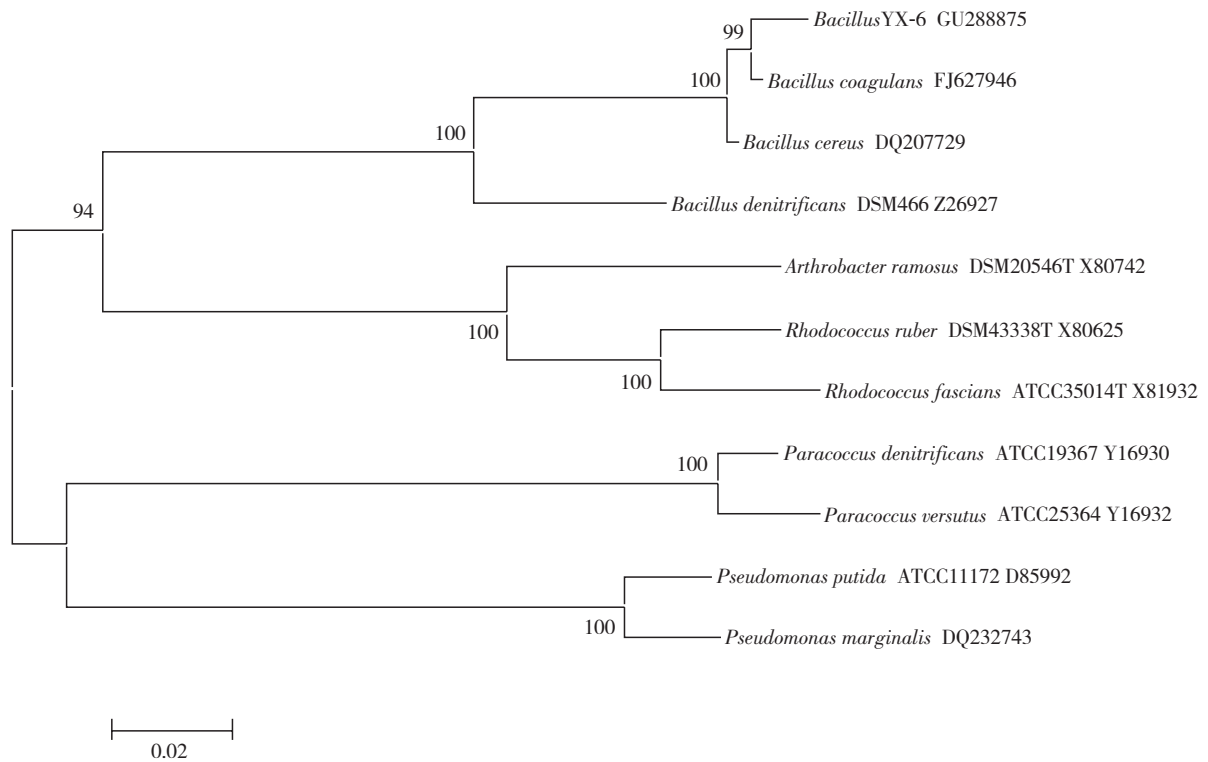 Bacillus YX-6 GU288875
99
Bacillus coagulans FJ627946
100
Bacillus cereus DQ207729
100
Bacillus denitrificans DSM466 Z26927
94
Arthrobacter ramosus DSM20546T X80742
100
Rhodococcus ruber DSM43338T X80625
100
Rhodococcus fascians ATCC35014T X81932
Paracoccus denitrificans ATCC19367 Y16930
100
Paracoccus versutus ATCC25364 Y16932
Pseudomonas putida ATCC11172 D85992
100
Pseudomonas marginalis DQ232743
0.02